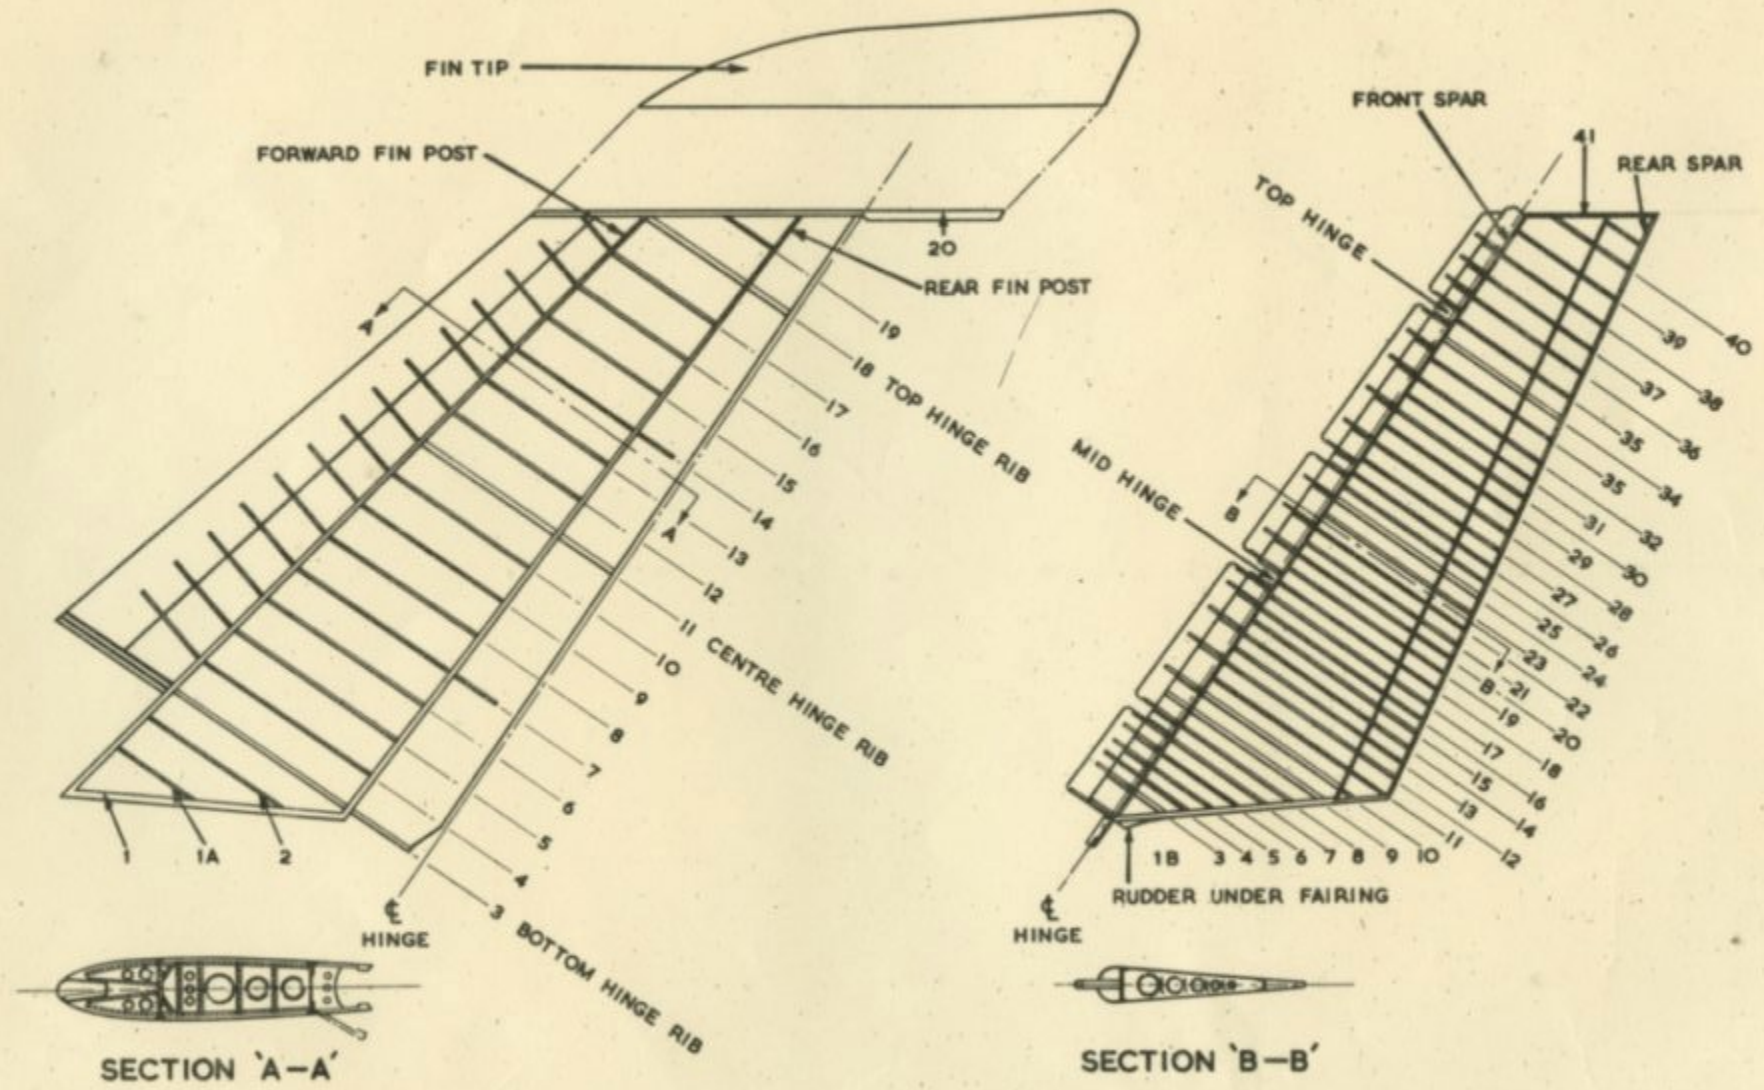 FIN TIP
FORWARD FIN POST
20
REAR FIN POST
19
18 TOP HINGE RIB
17
16
15
14
13
12
11 CENTRE HINGE RIB
10
9
8
7
6
5
4
3 BOTTOM HINGE RIB
A
A
1
1A
2
℄
HINGE
SECTION 'A—A'
FRONT SPAR
41
REAR SPAR
TOP HINGE
MID HINGE
40
39
38
37
36
35
34
35
32
31
30
29
28
27
26
25
24
23
22
21
20
19
18
17
16
15
14
13
12
11
B
B
1B
3
4
5
6
7
8
9
10
RUDDER UNDER FAIRING
℄
HINGE
SECTION 'B—B'